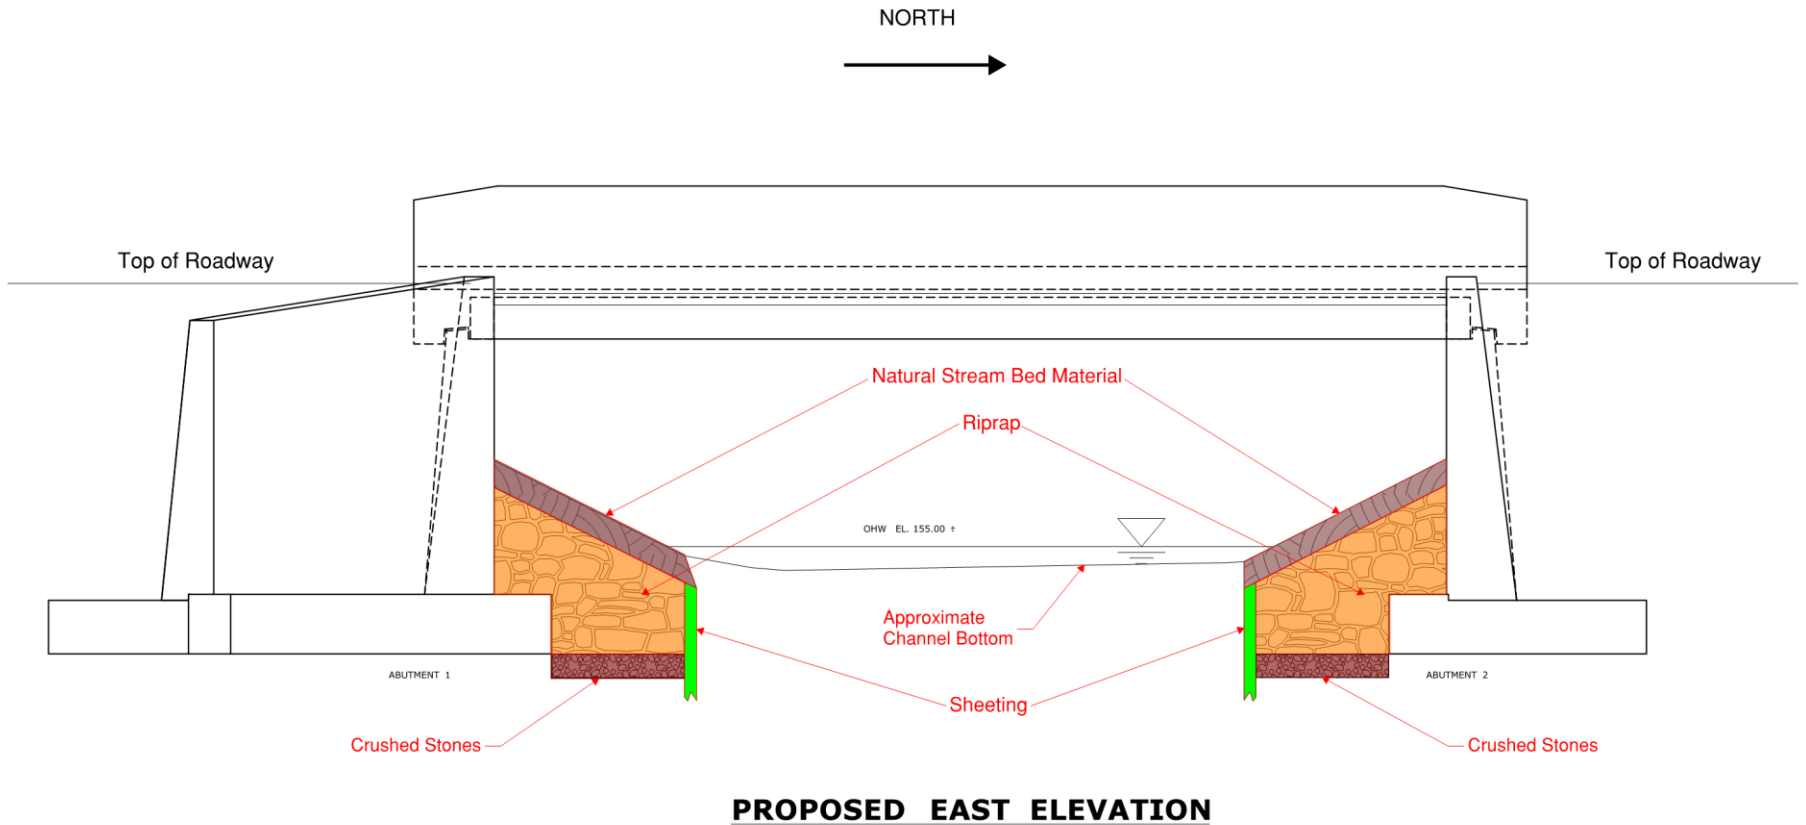 NORTH
Top of Roadway
Top of Roadway
Natural Stream Bed Material
Riprap
OHW EL. 155.00 ±
Approximate
Channel Bottom
ABUTMENT 1
ABUTMENT 2
Sheeting
Crushed Stones
Crushed Stones
PROPOSED EAST ELEVATION